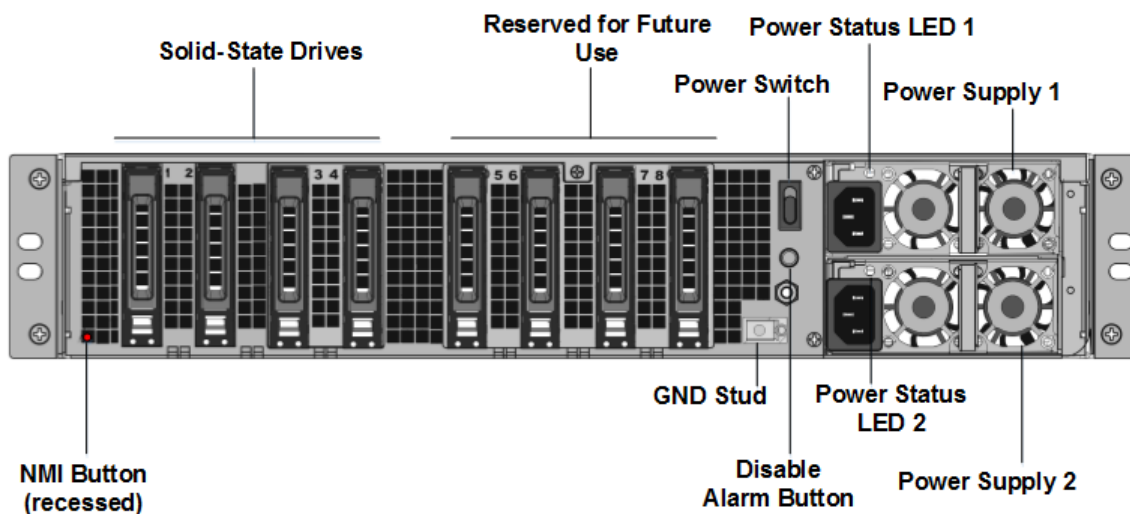 Power Status LED 1
Reserved for Future
Use
Solid-State Drives
Power Switch
Power Supply 1
1 2
3 4
5 6
7 8
GND Stud
Power Status
LED 2
NMI Button
(recessed)
Disable
Alarm Button
Power Supply 2